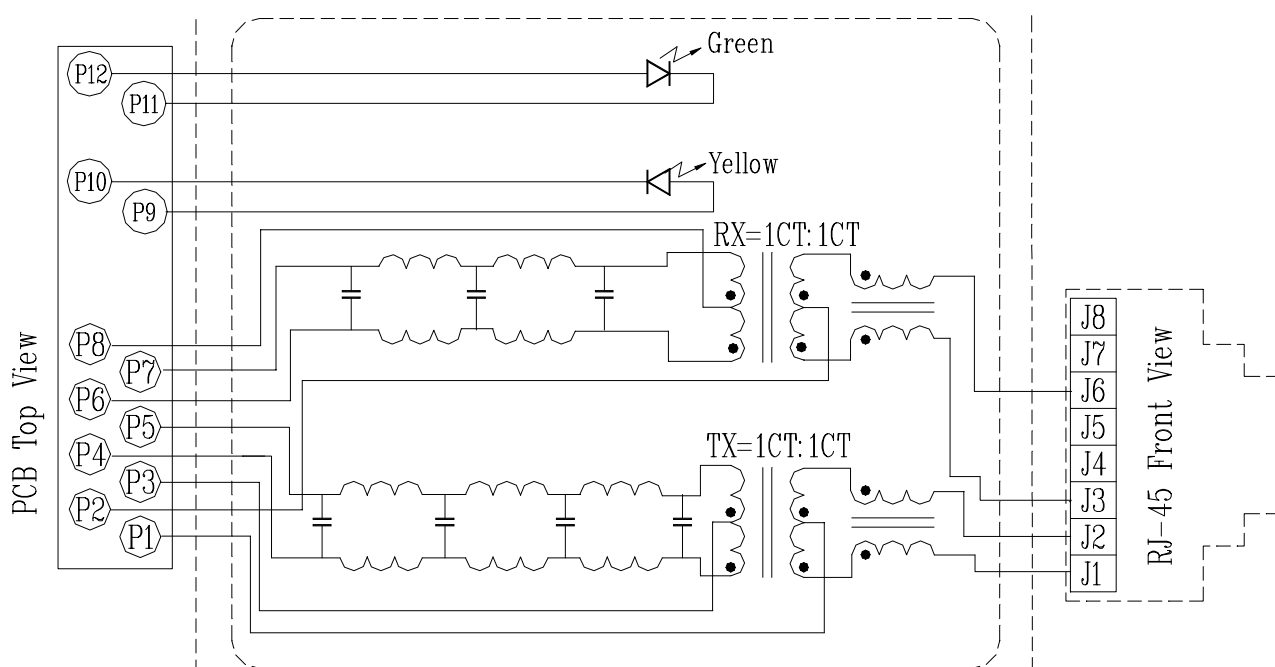 Green
P12
P11
Yellow
P10
P9
RX=1CT:1CT
P8
P7
P6
P5
P4
P3
P2
P1
PCB Top View
TX=1CT:1CT
J8
J7
J6
J5
J4
J3
J2
J1
RJ-45 Front View